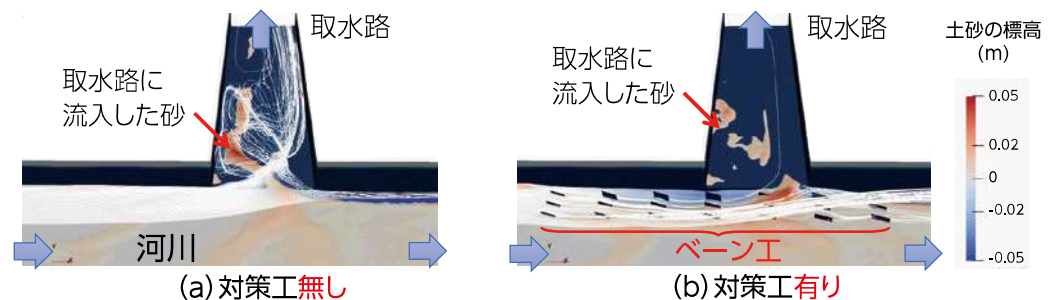 取水路
取水路に
流入した砂
河川
(a)対策工無し
取水路
取水路に
流入した砂
ベーン工
(b)対策工有り
土砂の標高
(m)
0.05
0.02
0
-0.02
-0.05